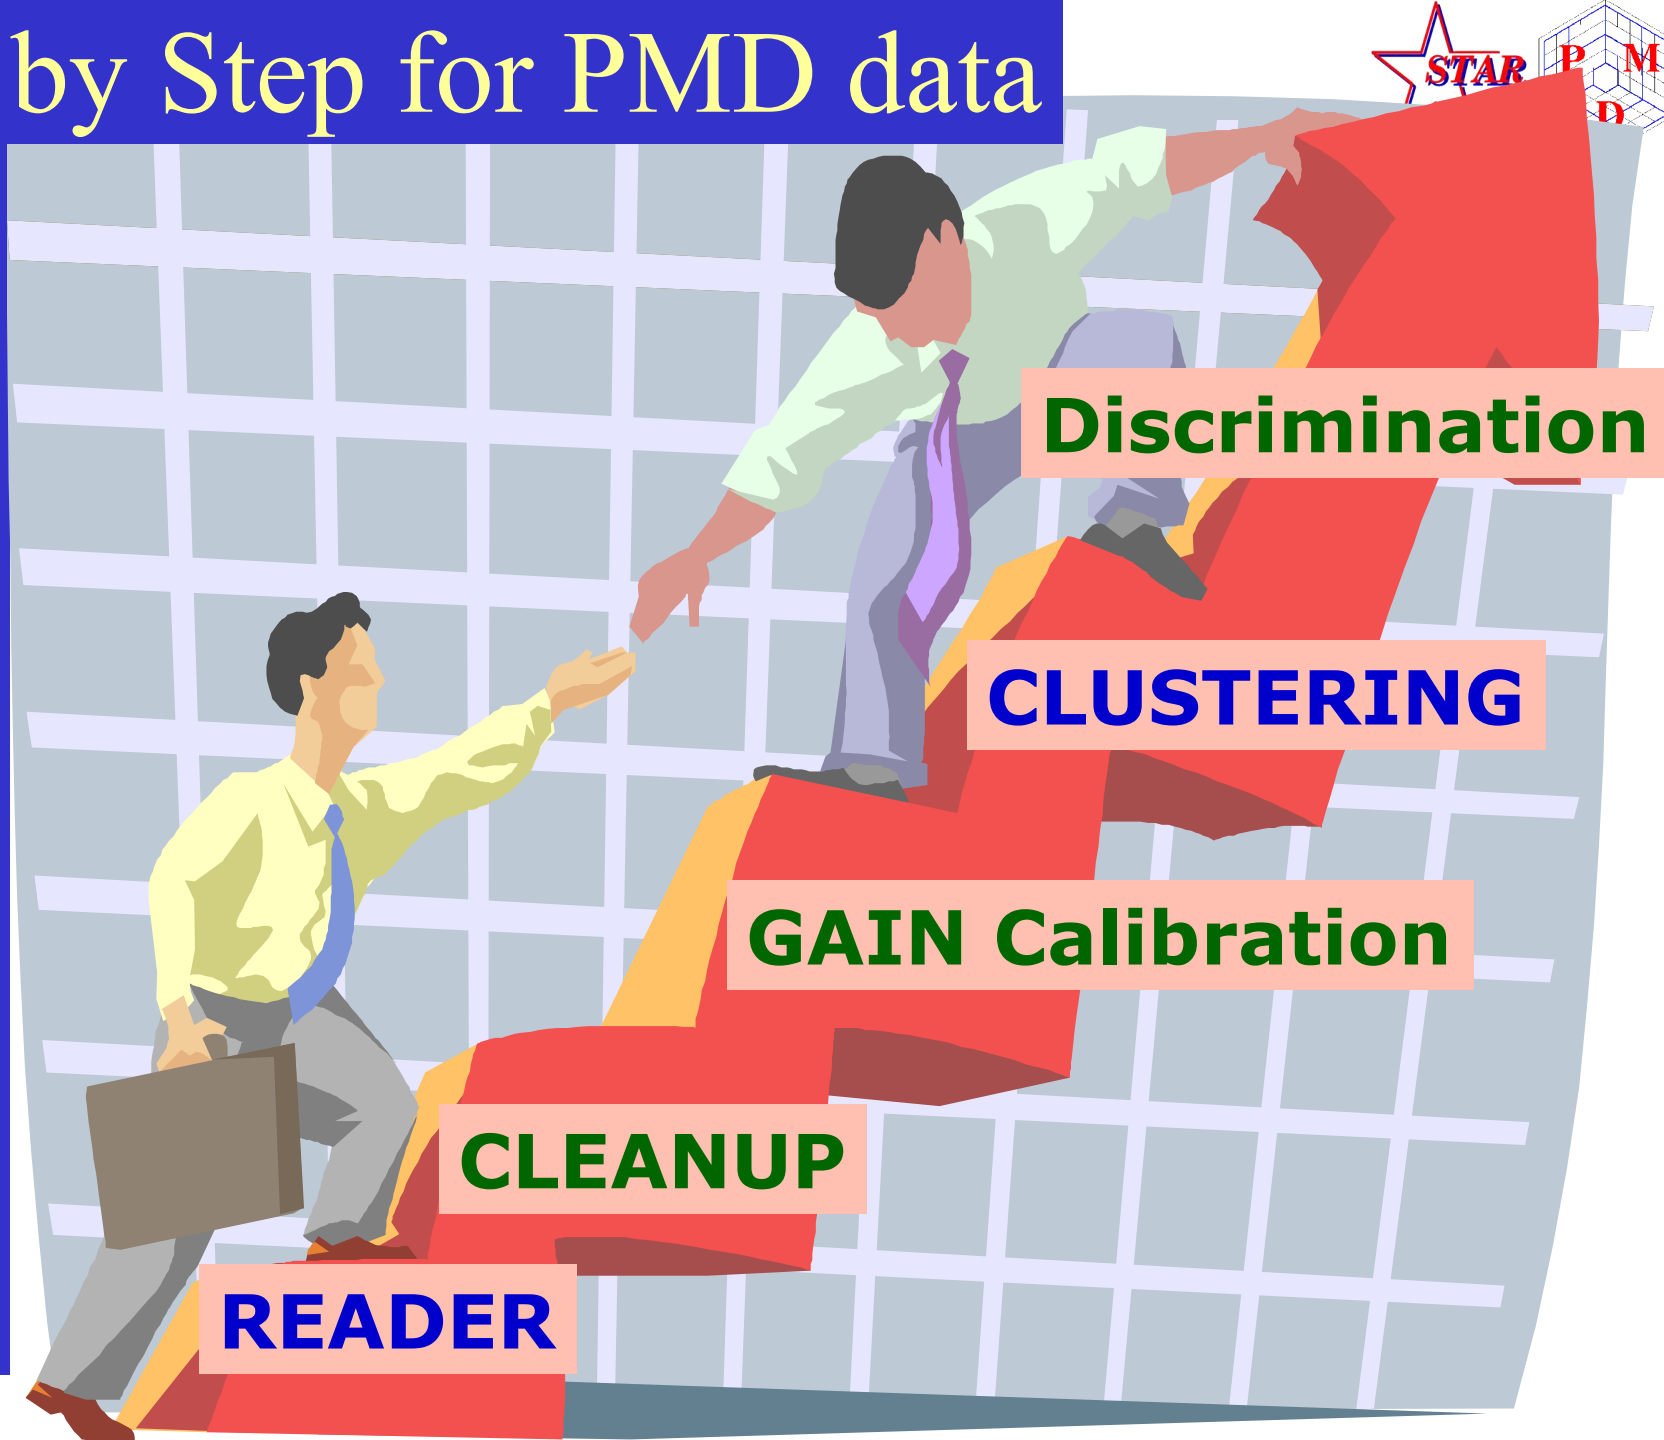 by Step for PMD data
STAR
P M
D
Discrimination
CLUSTERING
GAIN Calibration
CLEANUP
READER